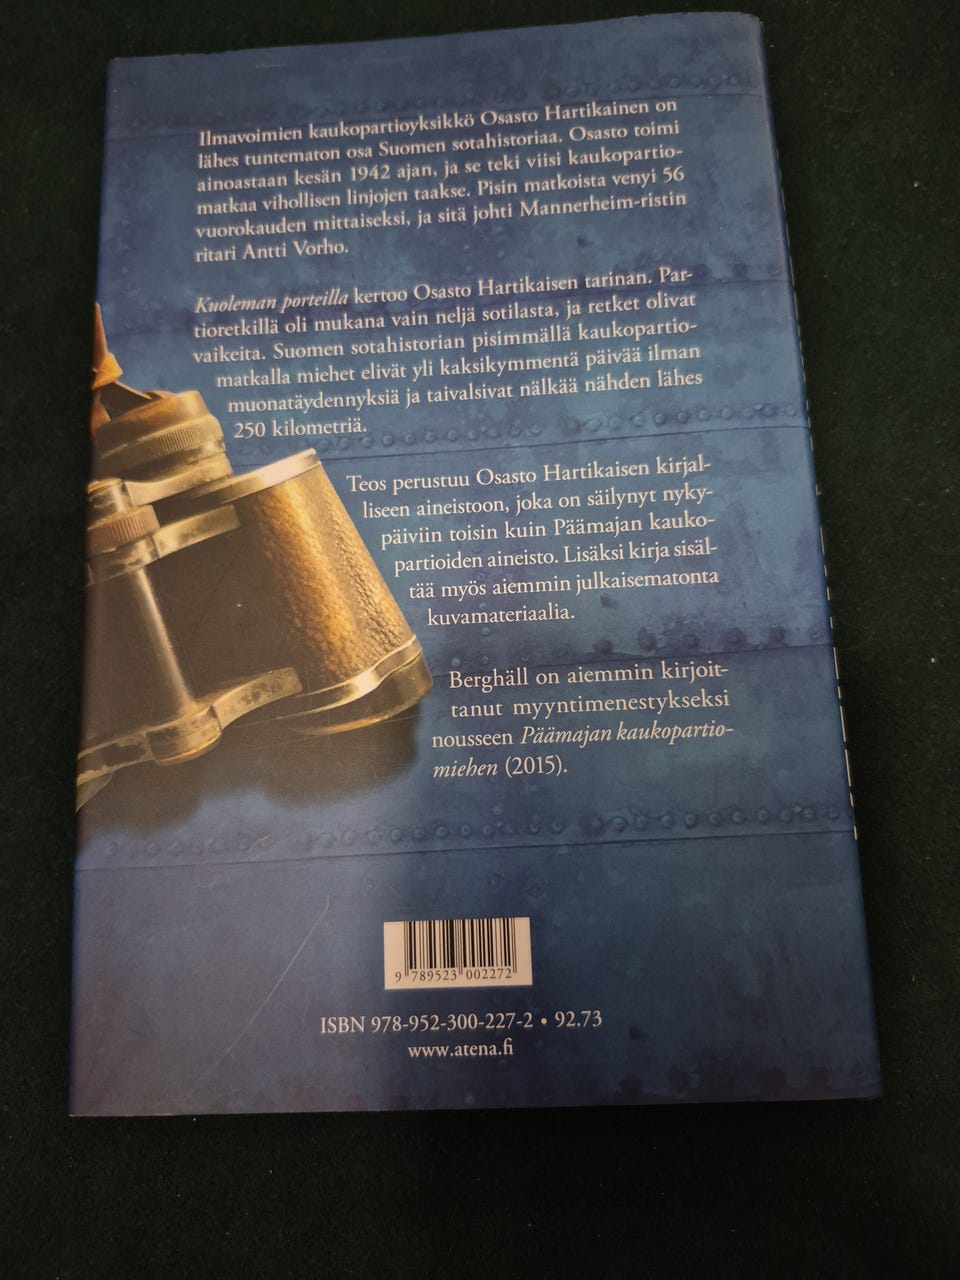 Ilmavoimien kaukopartioyksikkö Osasto Hartikainen on
lähes tuntematon osa Suomen sotahistoriaa. Osasto toimi
ainoastaan kesän 1942 ajan, ja se teki viisi kaukopartio-
matkaa vihollisen linjojen taakse. Pisin matkoista venyi 56
vuorokauden mittaiseksi, ja sitä johti Mannerheim-ristin
ritari Antti Vorho.
Kuoleman porteilla kertoo Osasto Hartikaisen tarinan. Par-
tioretkillä oli mukana vain neljä sotilasta, ja retket olivat
vaikeita. Suomen sotahistorian pisimmällä kaukopartio-
matkalla miehet elivät yli kaksikymmentä päivää ilman
muonatäydennyksiä ja taivalsivat nälkää nähden lähes
250 kilometriä.
Teos perustuu Osasto Hartikaisen kirjal-
liseen aineistoon, joka on säilynyt nyky-
päiviin toisin kuin Päämajan kauko-
partioiden aineisto. Lisäksi kirja sisäl-
tää myös aiemmin julkaisematonta
kuvamateriaalia.
Berghäll on aiemmin kirjoit-
tanut myyntimenestykseksi
nousseen Päämajan kaukopartio-
miehen (2015).
9 789523 002272
ISBN 978-952-300-227-2 • 92.73
www.atena.fi